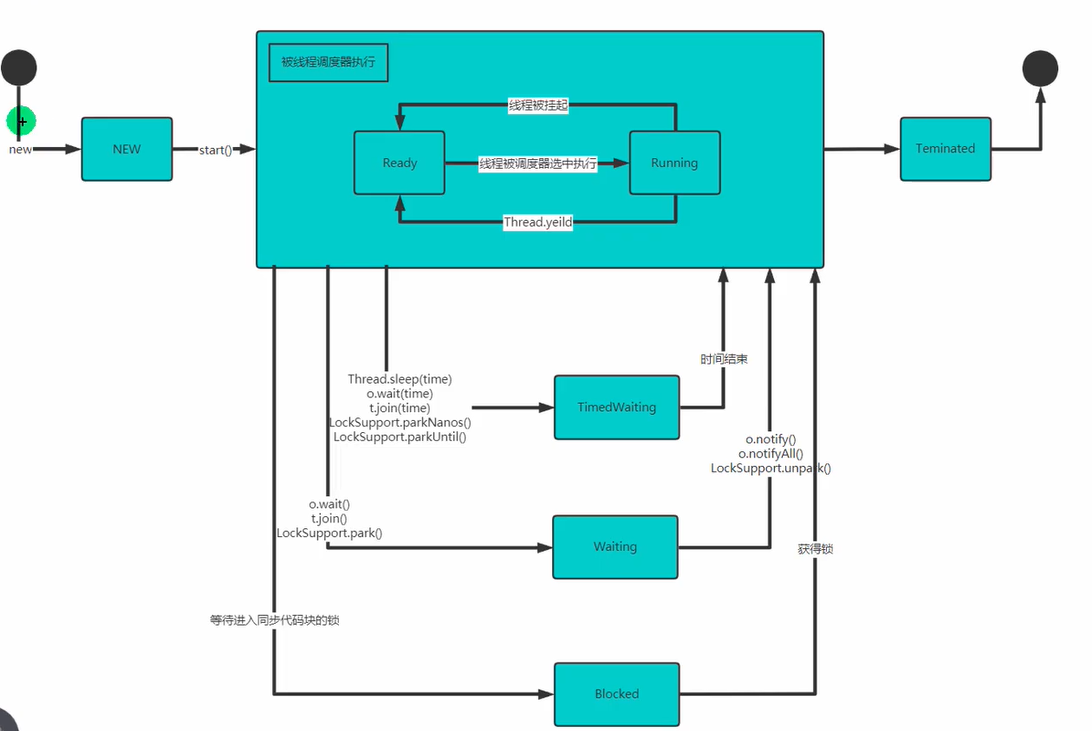 被线程调度器执行
线程被挂起
new
NEW
start()
Ready
线程被调度器选中执行
Running
Teminated
Thread.yeild
时间结束
Thread.sleep(time)
o.wait(time)
t.join(time)
LockSupport.parkNanos()
LockSupport.parkUntil()
TimedWaiting
o.notify()
o.notifyAll()
LockSupport.unpark()
o.wait()
t.join()
LockSupport.park()
Waiting
获得锁
等待进入同步代码块的锁
Blocked